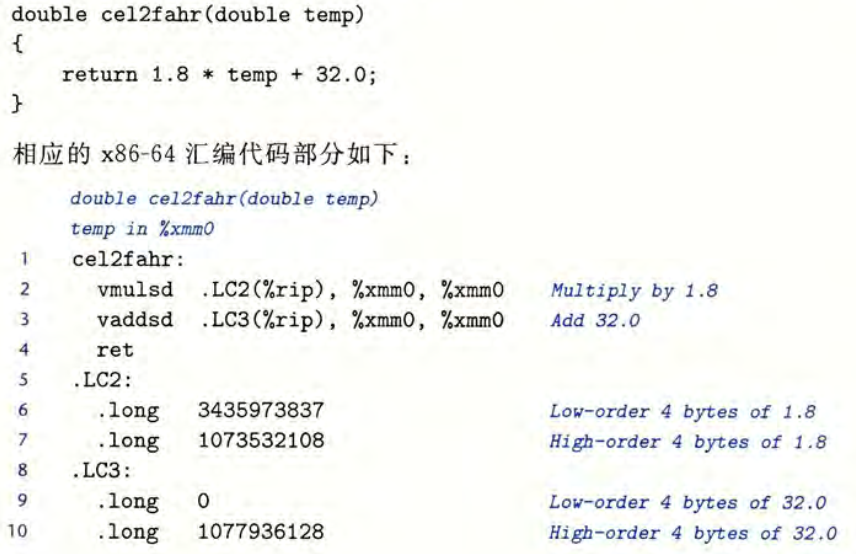 double cel2fahr(double temp)
{
    return 1.8 * temp + 32.0;
}
相应的 x86-64 汇编代码部分如下：
double cel2fahr(double temp)
temp in %xmm0
1 cel2fahr:
2 vmulsd .LC2(%rip), %xmm0, %xmm0 Multiply by 1.8
3 vaddsd .LC3(%rip), %xmm0, %xmm0 Add 32.0
4 ret
5 .LC2:
6 .long 3435973837 Low-order 4 bytes of 1.8
7 .long 1073532108 High-order 4 bytes of 1.8
8 .LC3:
9 .long 0 Low-order 4 bytes of 32.0
10 .long 1077936128 High-order 4 bytes of 32.0